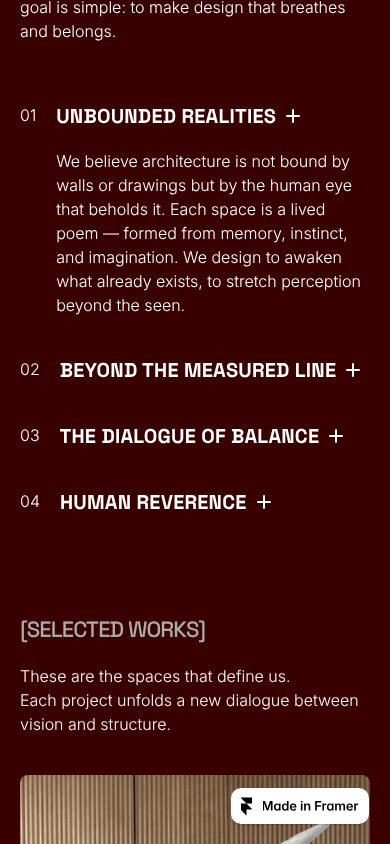 goal is simple: to make design that breathes
and belongs.
01 UNBOUNDED REALITIES +
We believe architecture is not bound by
walls or drawings but by the human eye
that beholds it. Each space is a lived
poem — formed from memory, instinct,
and imagination. We design to awaken
what already exists, to stretch perception
beyond the seen.
02 BEYOND THE MEASURED LINE +
03 THE DIALOGUE OF BALANCE +
04 HUMAN REVERENCE +
[SELECTED WORKS]
These are the spaces that define us.
Each project unfolds a new dialogue between
vision and structure.
Made in Framer